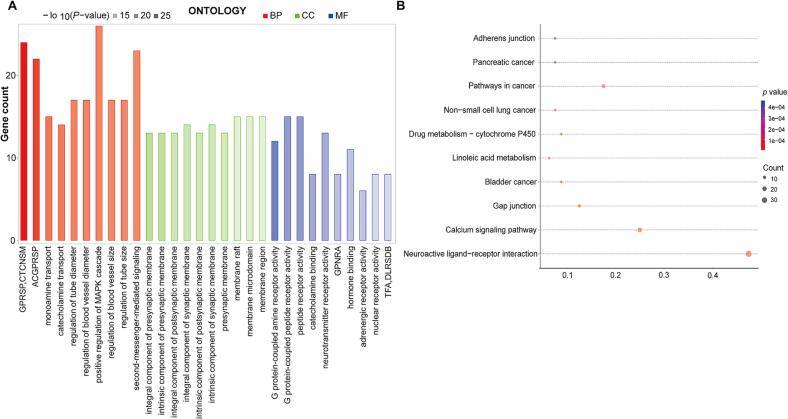 A
ONTOLOGY
−lo 10(P-value) 15 20 25
BP CC MF
Gene count
20
10
0
GPRSP,CTCNSM
ACGPRSP
monoamine transport
catecholamine transport
regulation of tube diameter
regulation of blood vessel diameter
positive regulation of MAPK cascade
regulation of blood vessel size
regulation of tube size
second-messenger-mediated signaling
integral component of presynaptic membrane
intrinsic component of presynaptic membrane
integral component of postsynaptic membrane
integral component of synaptic membrane
intrinsic component of postsynaptic membrane
intrinsic component of synaptic membrane
presynaptic membrane
membrane raft
membrane microdomain
membrane region
G protein-coupled amine receptor activity
G protein-coupled peptide receptor activity
peptide receptor activity
catecholamine binding
neurotransmitter receptor activity
GPNRA
hormone binding
adrenergic receptor activity
nuclear receptor activity
TFA,DLRSDB
B
Adherens junction
Pancreatic cancer
Pathways in cancer
Non−small cell lung cancer
Drug metabolism − cytochrome P450
Linoleic acid metabolism
Bladder cancer
Gap junction
Calcium signaling pathway
Neuroactive ligand−receptor interaction
0.1 0.2 0.3 0.4
p value
4e−04
3e−04
2e−04
1e−04
Count
10
20
30